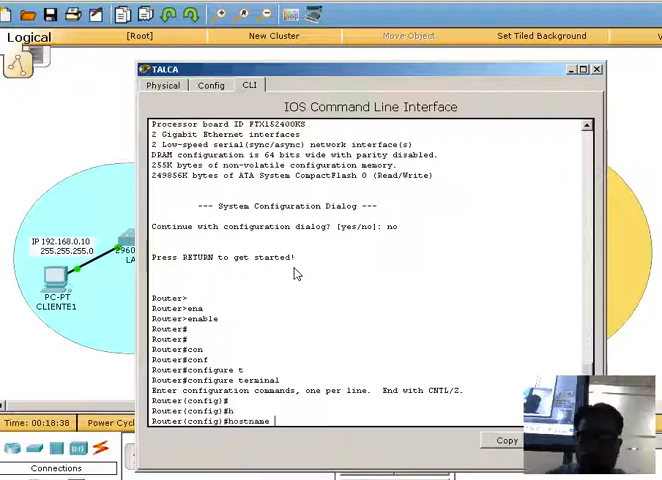 Logical
[Root]
New Cluster
Move Object
Set Tiled Background
TALCA
Physical
Config
CLI
IOS Command Line Interface
Processor board ID FTX152400KS
2 Gigabit Ethernet interfaces
2 Low-speed serial(sync/async) network interface(s)
DRAM configuration is 64 bits wide with parity disabled.
255K bytes of non-volatile configuration memory.
249856K bytes of ATA System CompactFlash 0 (Read/Write)
--- System Configuration Dialog ---
Continue with configuration dialog? [yes/no]: no
Press RETURN to get started!
Router>
Router>ena
Router>enable
Router#
Router#
Router#con
Router#conf
Router#configure t
Router#configure terminal
Enter configuration commands, one per line. End with CNTL/Z.
Router(config)#
Router(config)#h
Router(config)#hostname
Copy
IP 192.168.0.10
255.255.255.0
2960
LA
PC-PT
CLIENTE1
Time: 00:18:38
Power Cycl
Connections